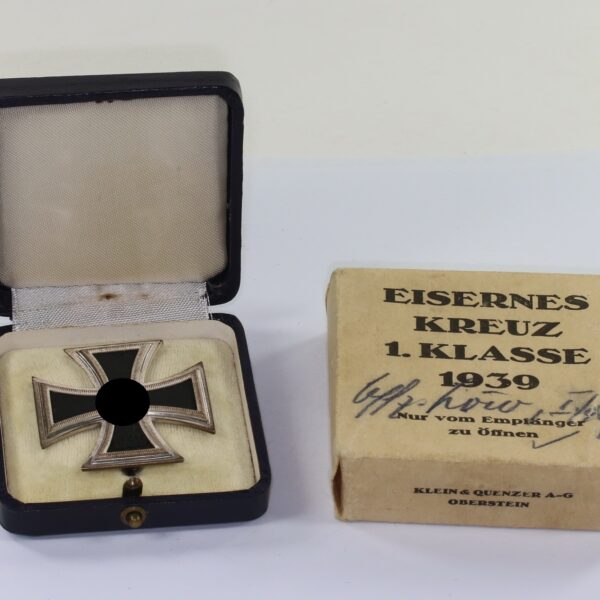 EISERNES
KREUZ
1. KLASSE
1939
Nur vom Empfänger
zu Öffnen
KLEIN & QUENZER A-G
OBERSTEIN